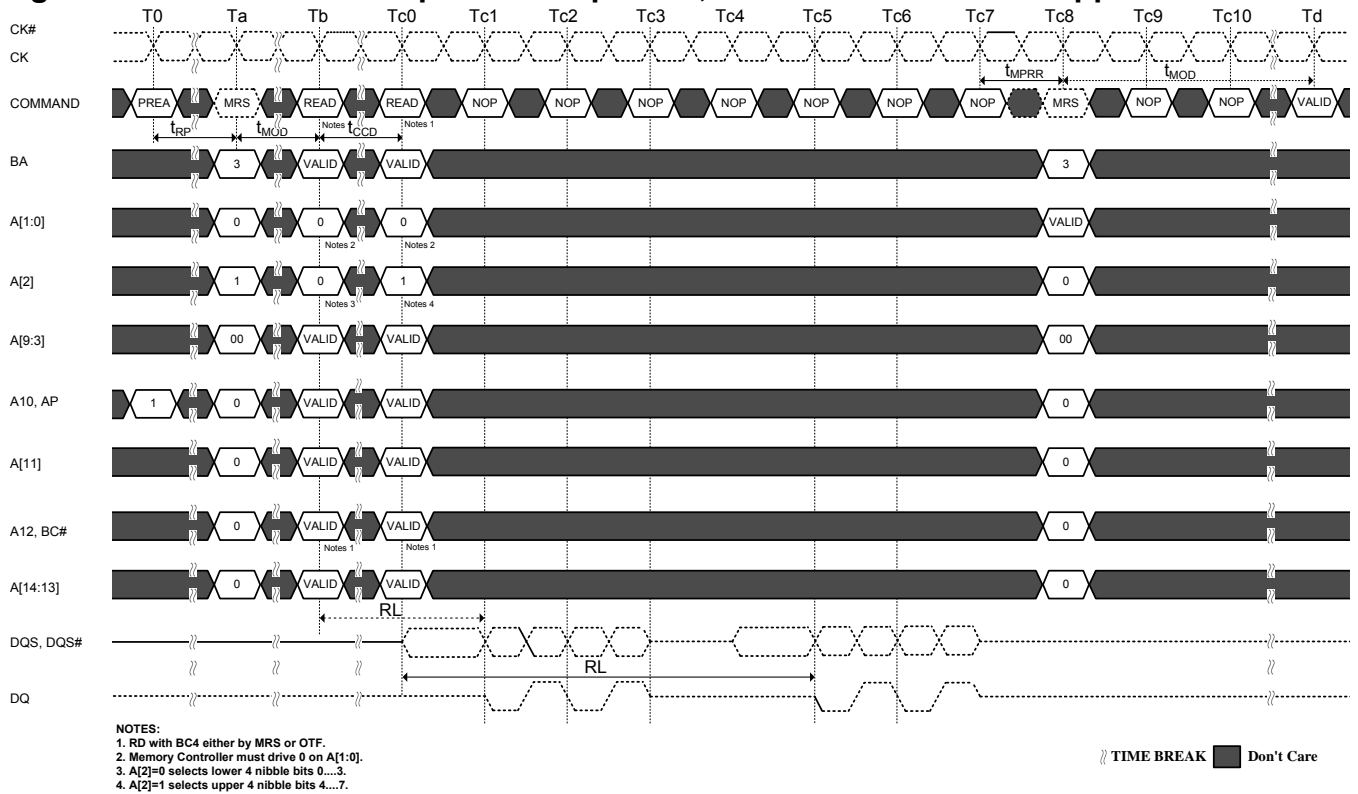 T0 Ta Tb Tc0 Tc1 Tc2 Tc3 Tc4 Tc5 Tc6 Tc7 Tc8 Tc9 Tc10 Td
CK#
CK
tMPRR tMOD
COMMAND PREA MRS READ READ NOP NOP NOP NOP NOP NOP NOP MRS NOP NOP VALID
Notes 1 Notes 1
tRP tMOD tCCD
BA 3 VALID VALID 3
A[1:0] 0 0 0 VALID
Notes 2 Notes 2
A[2] 1 0 1 0
Notes 3 Notes 4
A[9:3] 00 VALID VALID 00
A10, AP 1 0 VALID VALID 0
A[11] 0 VALID VALID 0
A12, BC# 0 VALID VALID 0
Notes 1 Notes 1
A[14:13] 0 VALID VALID 0
RL
DQS, DQS#
RL
DQ
NOTES:
1. RD with BC4 either by MRS or OTF.
2. Memory Controller must drive 0 on A[1:0].
3. A[2]=0 selects lower 4 nibble bits 0....3.
4. A[2]=1 selects upper 4 nibble bits 4....7.
TIME BREAK Don't Care